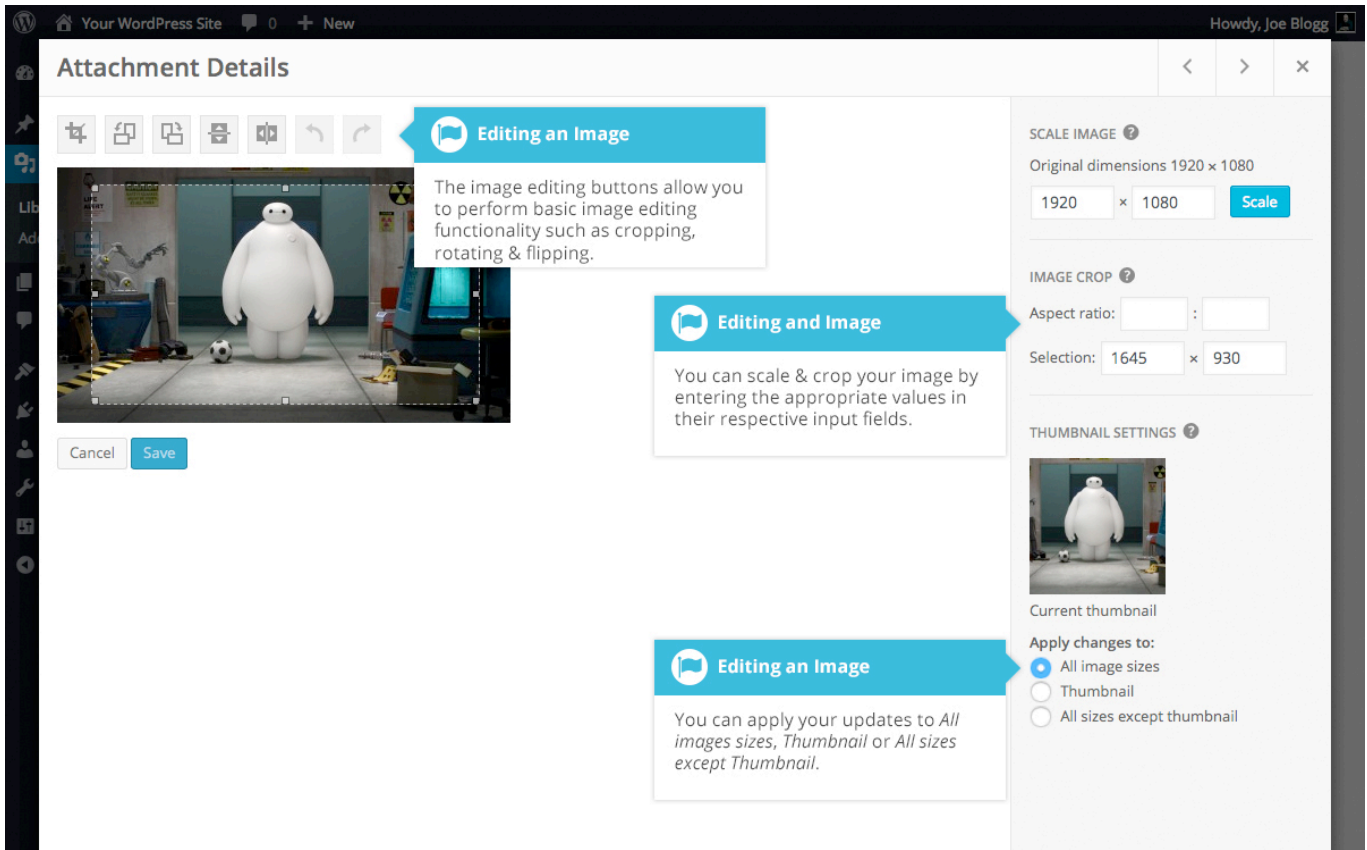 Your WordPress Site 0 + New
Howdy, Joe Blogg
Attachment Details
Editing an Image
The image editing buttons allow you
to perform basic image editing
functionality such as cropping,
rotating & flipping.
Lib
Add
LIFE
ALERT
Cancel
Save
SCALE IMAGE ?
Original dimensions 1920 × 1080
1920 × 1080 Scale
Editing and Image
You can scale & crop your image by
entering the appropriate values in
their respective input fields.
IMAGE CROP ?
Aspect ratio: :
Selection: 1645 × 930
THUMBNAIL SETTINGS ?
Current thumbnail
Editing an Image
You can apply your updates to All
images sizes, Thumbnail or All sizes
except Thumbnail.
Apply changes to:
All image sizes
Thumbnail
All sizes except thumbnail